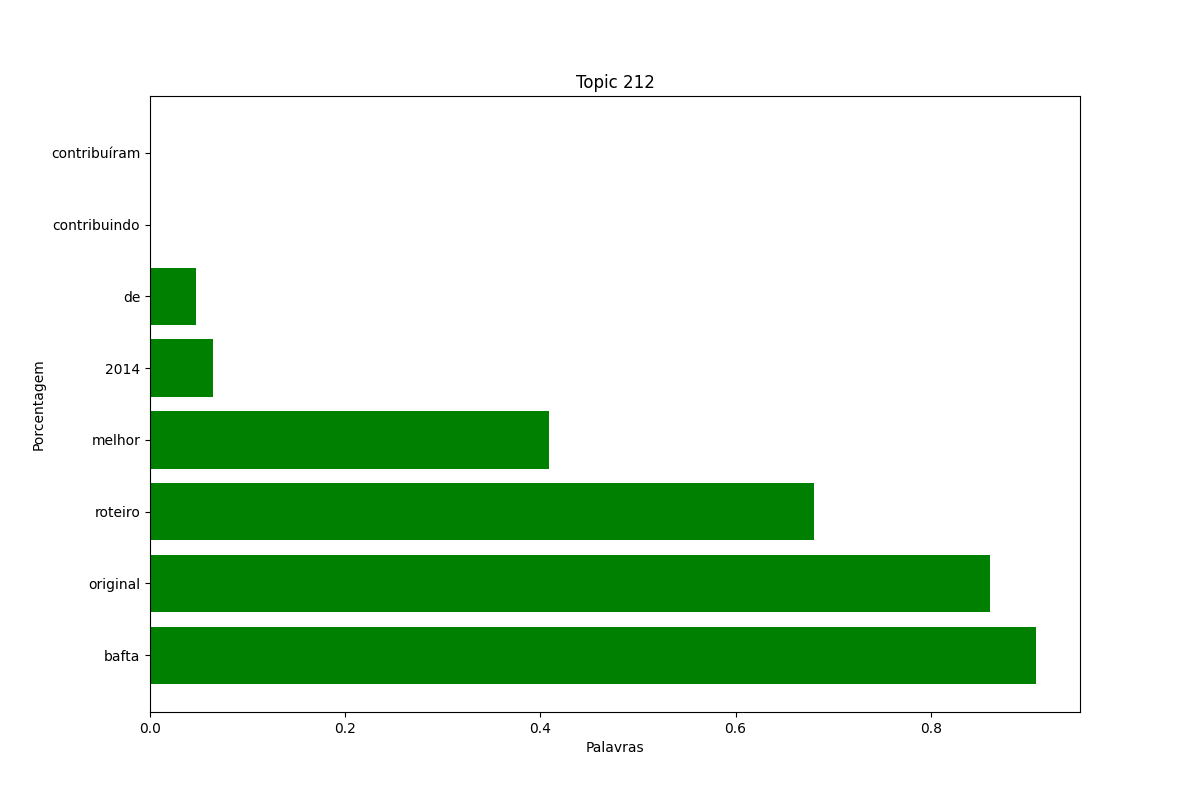 Topic 212
contribuíram
contribuindo
de
2014
melhor
roteiro
original
bafta
Porcentagem
0.0 0.2 0.4 0.6 0.8
Palavras